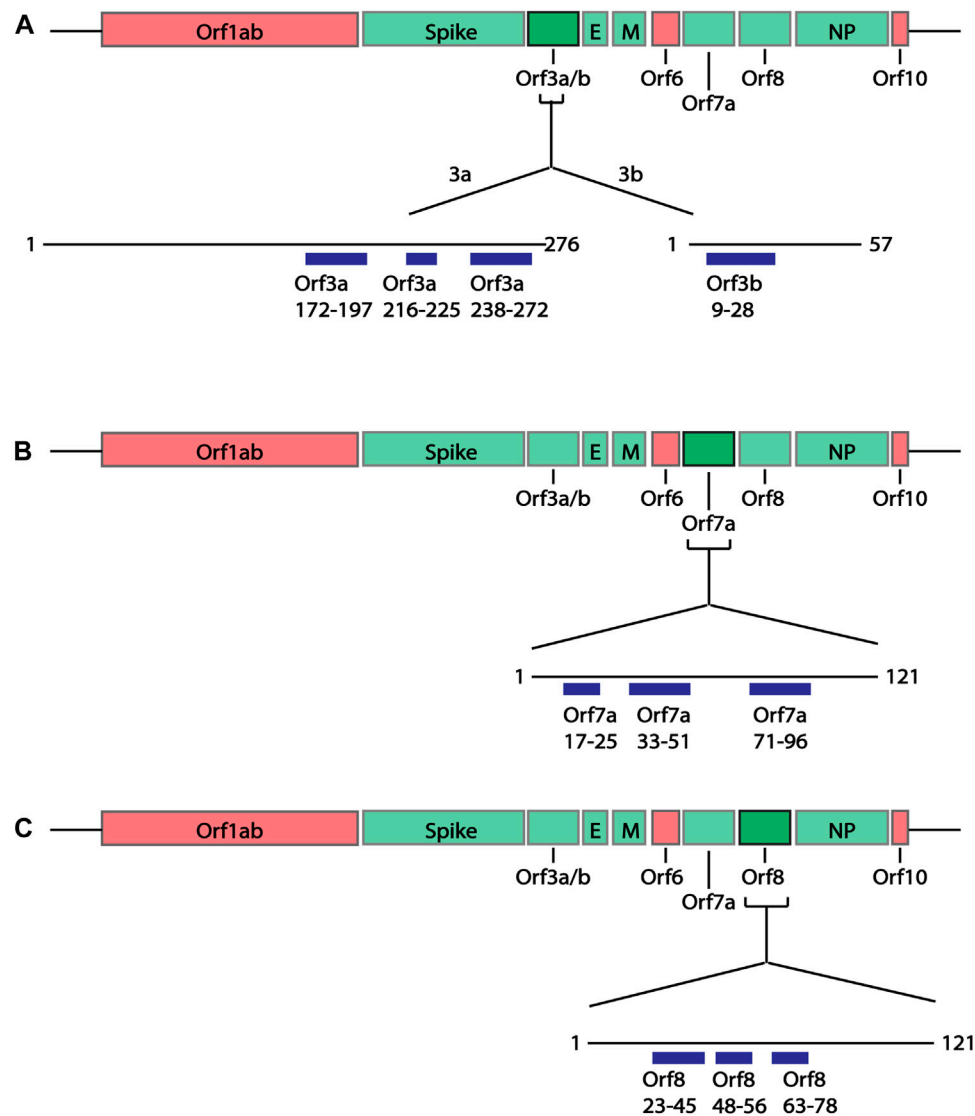 A
Orf1ab Spike E M NP
Orf3a/b Orf6 Orf8 Orf10
Orf7a
3a 3b
1 276 1 57
Orf3a Orf3a Orf3a Orf3b
172-197 216-225 238-272 9-28
B
Orf1ab Spike E M NP
Orf3a/b Orf6 Orf8 Orf10
Orf7a
1 121
Orf7a Orf7a Orf7a
17-25 33-51 71-96
C
Orf1ab Spike E M NP
Orf3a/b Orf6 Orf8 Orf10
Orf7a
1 121
Orf8 Orf8 Orf8
23-45 48-56 63-78